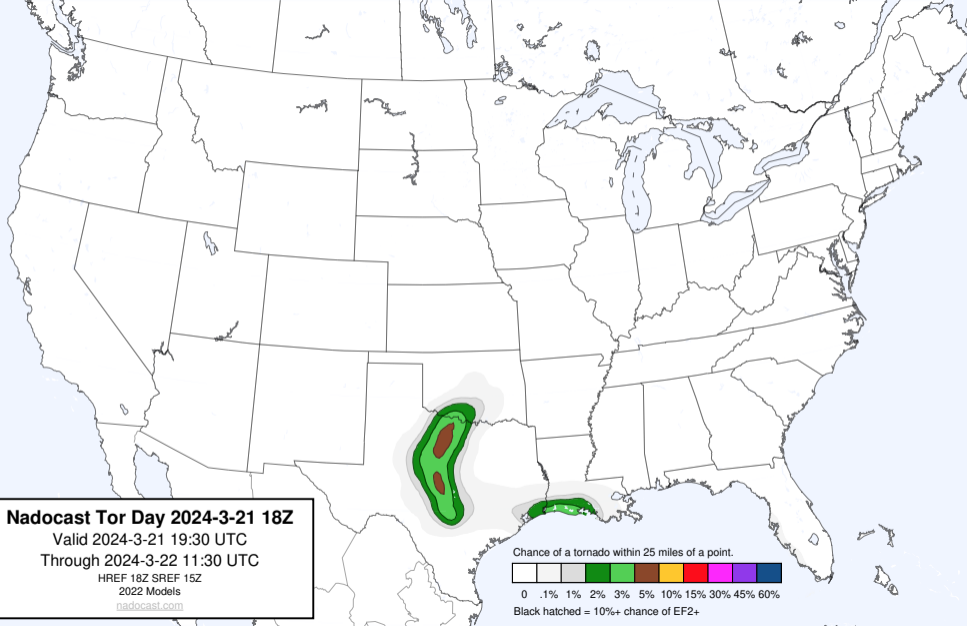 Nadocast Tor Day 2024-3-21 18Z
Valid 2024-3-21 19:30 UTC
Through 2024-3-22 11:30 UTC
HREF 18Z SREF 15Z
2022 Models
nadocast.com
Chance of a tornado within 25 miles of a point.
0 .1% 1% 2% 3% 5% 10% 15% 30% 45% 60%
Black hatched = 10%+ chance of EF2+